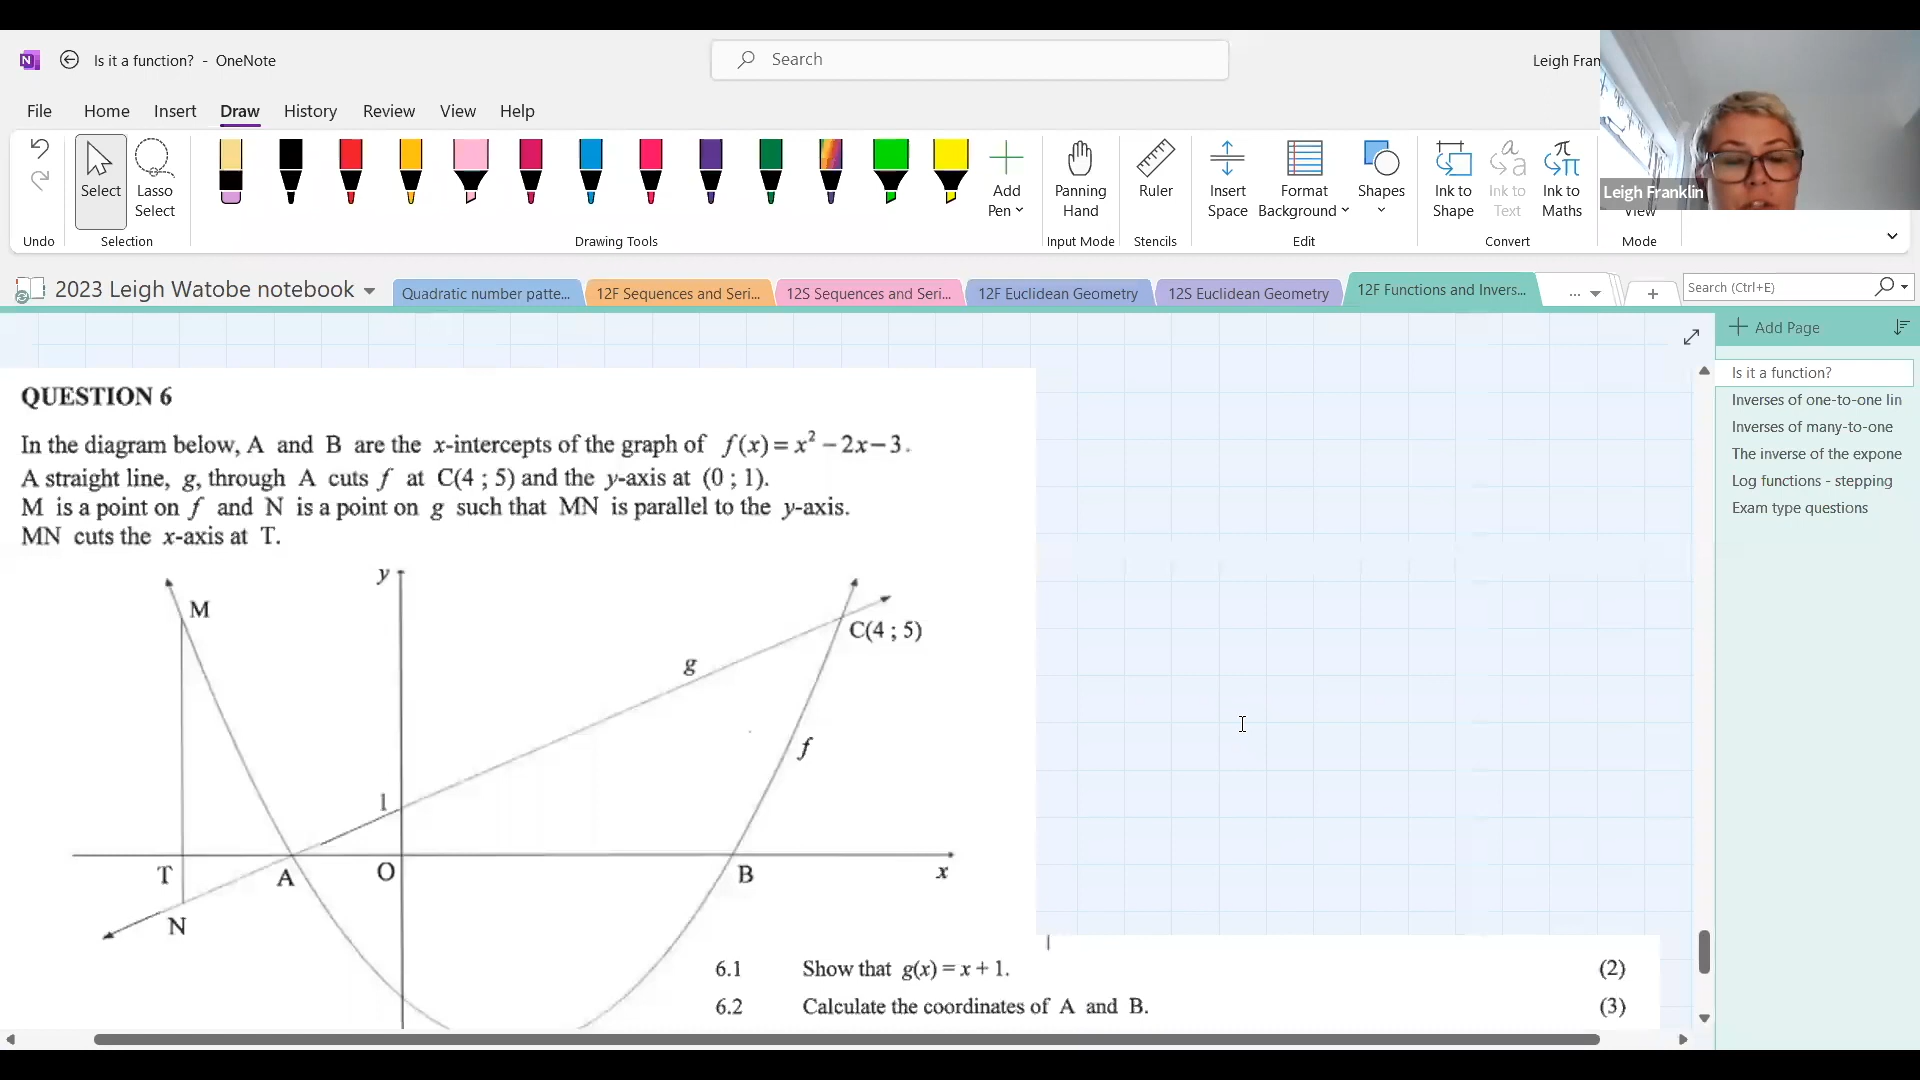 Is it a function? - OneNote
Search
Leigh Fran
File Home Insert Draw History Review View Help
Select
Lasso Select
Add Pen
Panning Hand
Ruler
Insert Space
Format Background
Shapes
Ink to Shape
Ink to Text
Ink to Maths
View
Leigh Franklin
Undo
Selection
Drawing Tools
Input Mode
Stencils
Edit
Convert
Mode
2023 Leigh Watobe notebook
Quadratic number patte...
12F Sequences and Seri...
12S Sequences and Seri...
12F Euclidean Geometry
12S Euclidean Geometry
12F Functions and Invers...
...
Search (Ctrl+E)
Add Page
Is it a function?
Inverses of one-to-one lin
Inverses of many-to-one
The inverse of the expone
Log functions - stepping
Exam type questions
QUESTION 6
In the diagram below, A and B are the x-intercepts of the graph of f(x) = x² − 2x − 3.
A straight line, g, through A cuts f at C(4 ; 5) and the y-axis at (0 ; 1).
M is a point on f and N is a point on g such that MN is parallel to the y-axis.
MN cuts the x-axis at T.
y
M
C(4 ; 5)
g
f
1
T
A
O
B
x
N
6.1 Show that g(x) = x + 1. (2)
6.2 Calculate the coordinates of A and B. (3)